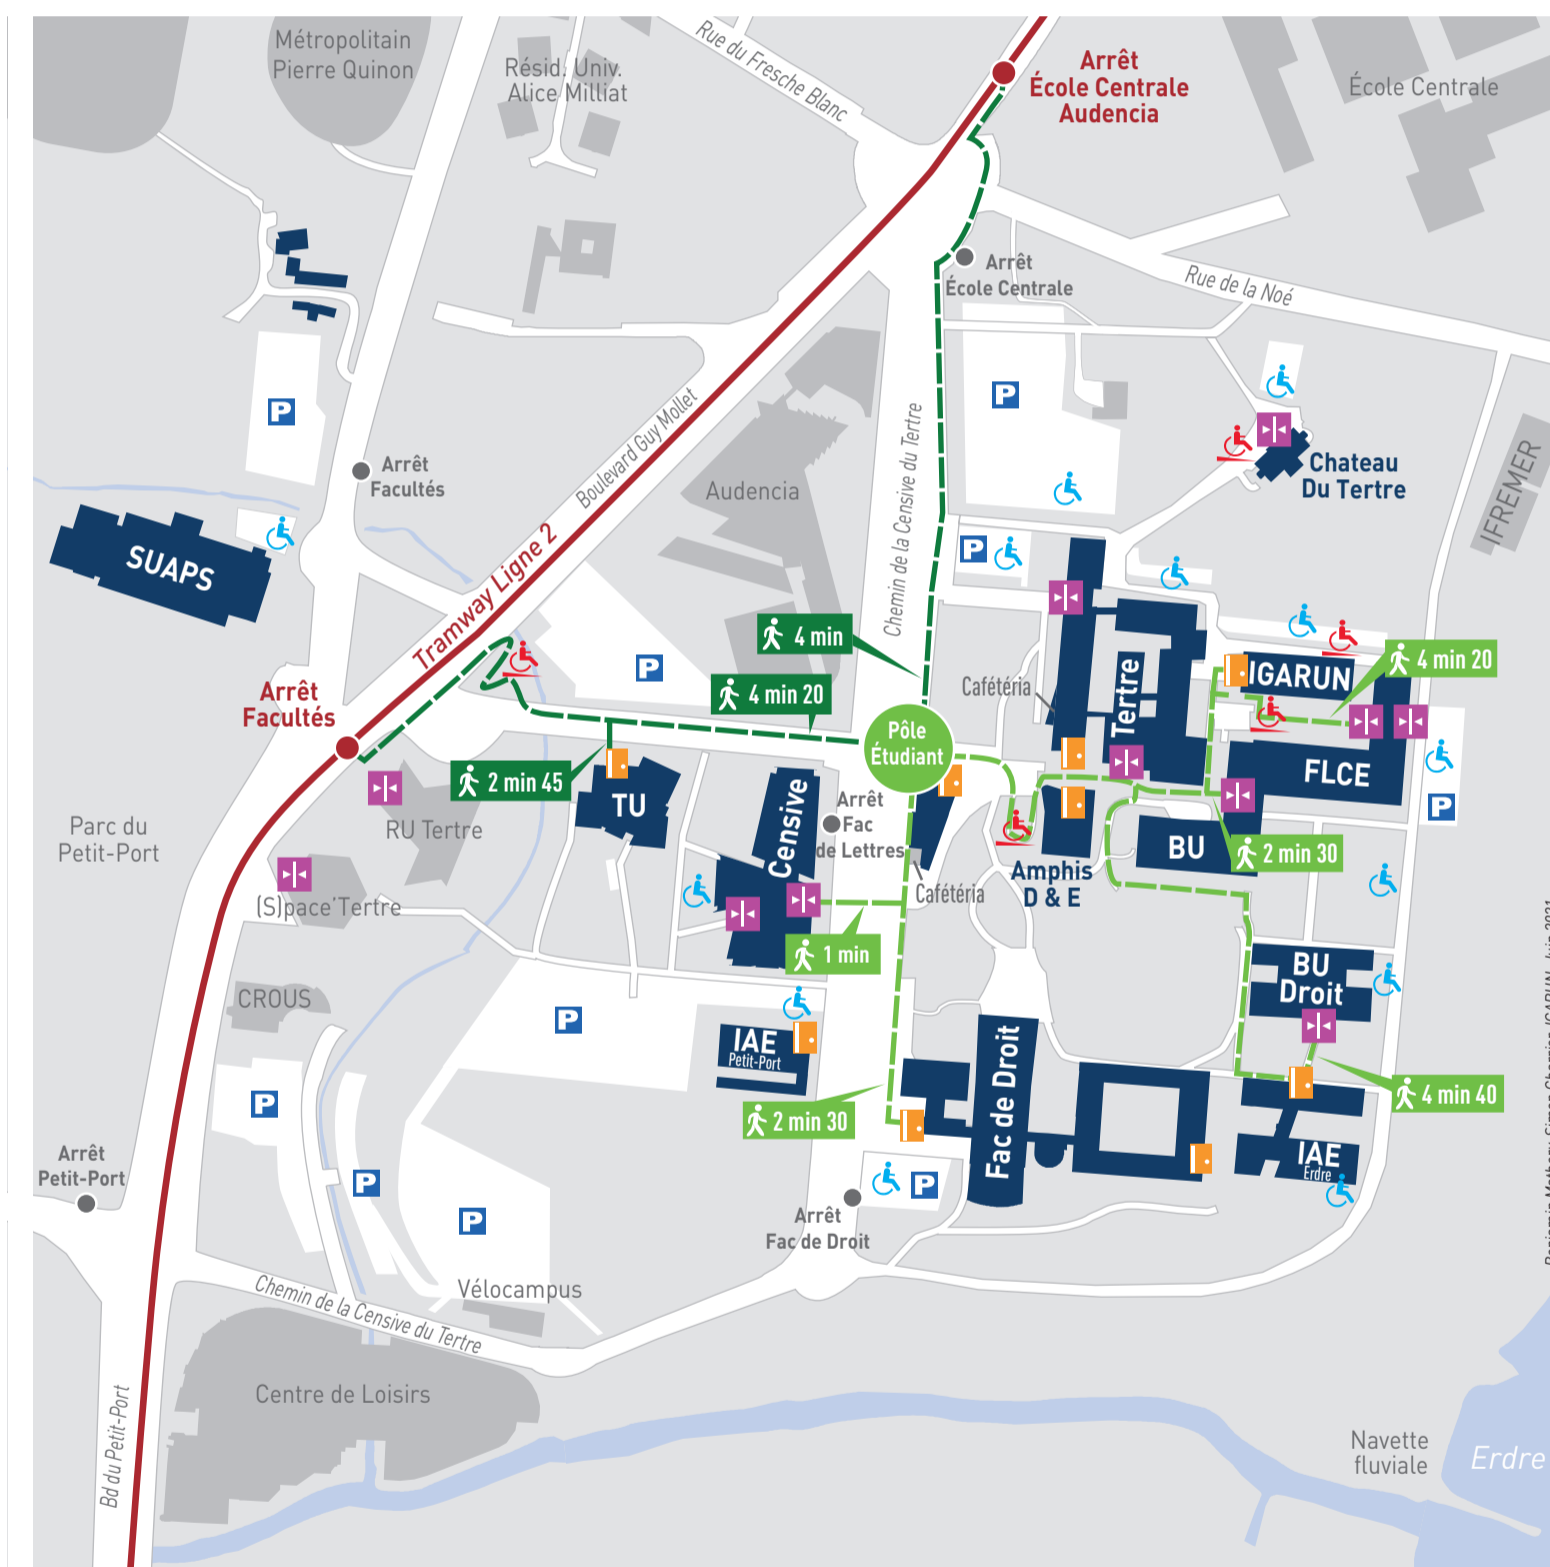 Métropolitain
Pierre Quinon
Résid. Univ.
Alice Milliat
Rue du Fresche Blanc
Arrêt
École Centrale
Audencia
École Centrale
Arrêt
École Centrale
Rue de la Noé
P
P
Arrêt
Facultés
Boulevard Guy Mollet
Audencia
Chemin de la Censive du Tertre
Chateau
Du Tertre
IFREMER
SUAPS
Tramway Ligne 2
P
4 min
P
4 min 20
Arrêt
Facultés
Cafétéria
Tertre
IGARUN
4 min 20
Pôle
Étudiant
2 min 45
TU
Censive
Arrêt
Fac
de Lettres
FLCE
P
RU Tertre
Parc du
Petit-Port
BU
2 min 30
Amphis
D & E
Cafétéria
(S)pace'Tertre
1 min
BU
Droit
CROUS
P
IAE
Petit-Port
Fac de Droit
P
2 min 30
4 min 40
IAE
Erdre
Arrêt
Petit-Port
P
P
P
Arrêt
Fac de Droit
Vélocampus
Chemin de la Censive du Tertre
Centre de Loisirs
Bd du Petit-Port
Navette
fluviale
Erdre